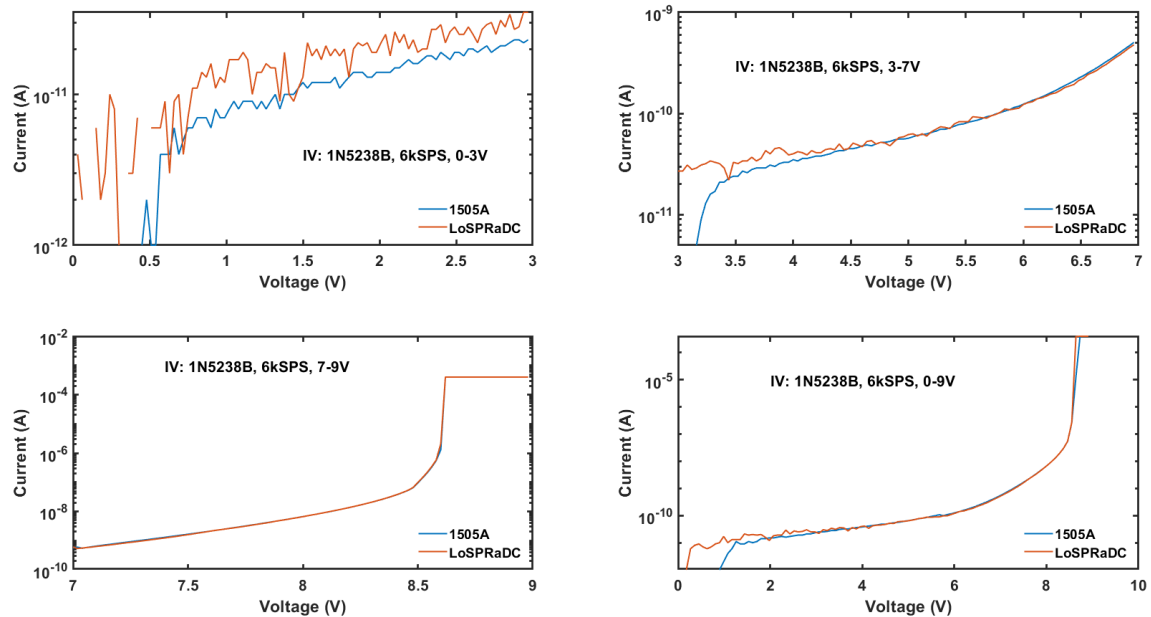 Current (A)
10^-11
10^-12
IV: 1N5238B, 6kSPS, 0-3V
1505A
LoSPRaDC
0 0.5 1 1.5 2 2.5 3
Voltage (V)
Current (A)
10^-9
10^-10
10^-11
IV: 1N5238B, 6kSPS, 3-7V
1505A
LoSPRaDC
3 3.5 4 4.5 5 5.5 6 6.5 7
Voltage (V)
Current (A)
10^-2
10^-4
10^-6
10^-8
10^-10
IV: 1N5238B, 6kSPS, 7-9V
1505A
LoSPRaDC
7 7.5 8 8.5 9
Voltage (V)
Current (A)
10^-5
10^-10
IV: 1N5238B, 6kSPS, 0-9V
1505A
LoSPRaDC
0 2 4 6 8 10
Voltage (V)